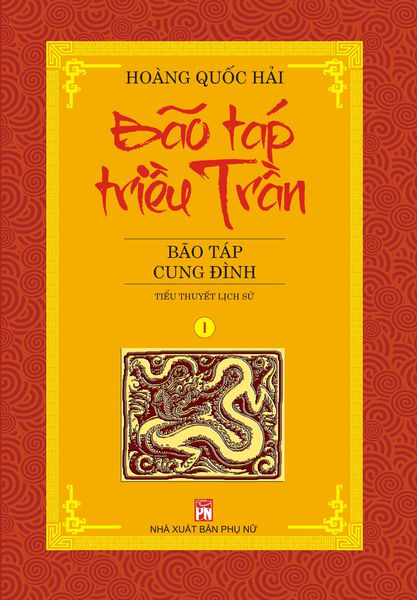 HOÀNG QUỐC HẢI
Bão táp
triều Trần
BÃO TÁP
CUNG ĐÌNH
TIỂU THUYẾT LỊCH SỬ
1
PN
NHÀ XUẤT BẢN PHỤ NỮ